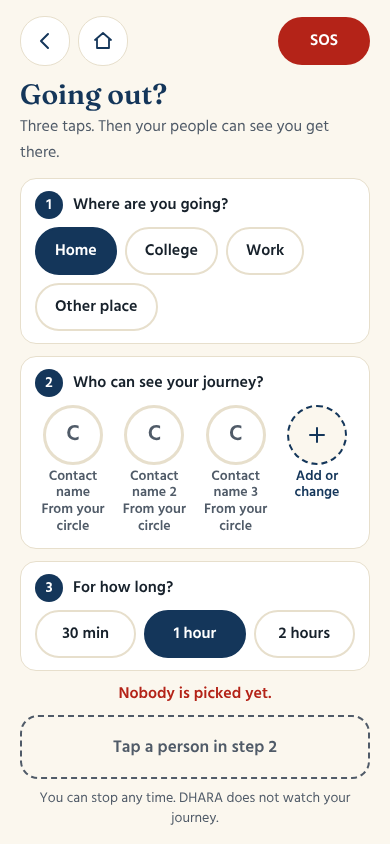 SOS
Going out?
Three taps. Then your people can see you get
there.
1 Where are you going?
Home College Work
Other place
2 Who can see your journey?
C C C +
Contact name From your circle
Contact name 2 From your circle
Contact name 3 From your circle
Add or change
3 For how long?
30 min 1 hour 2 hours
Nobody is picked yet.
Tap a person in step 2
You can stop any time. DHARA does not watch your
journey.